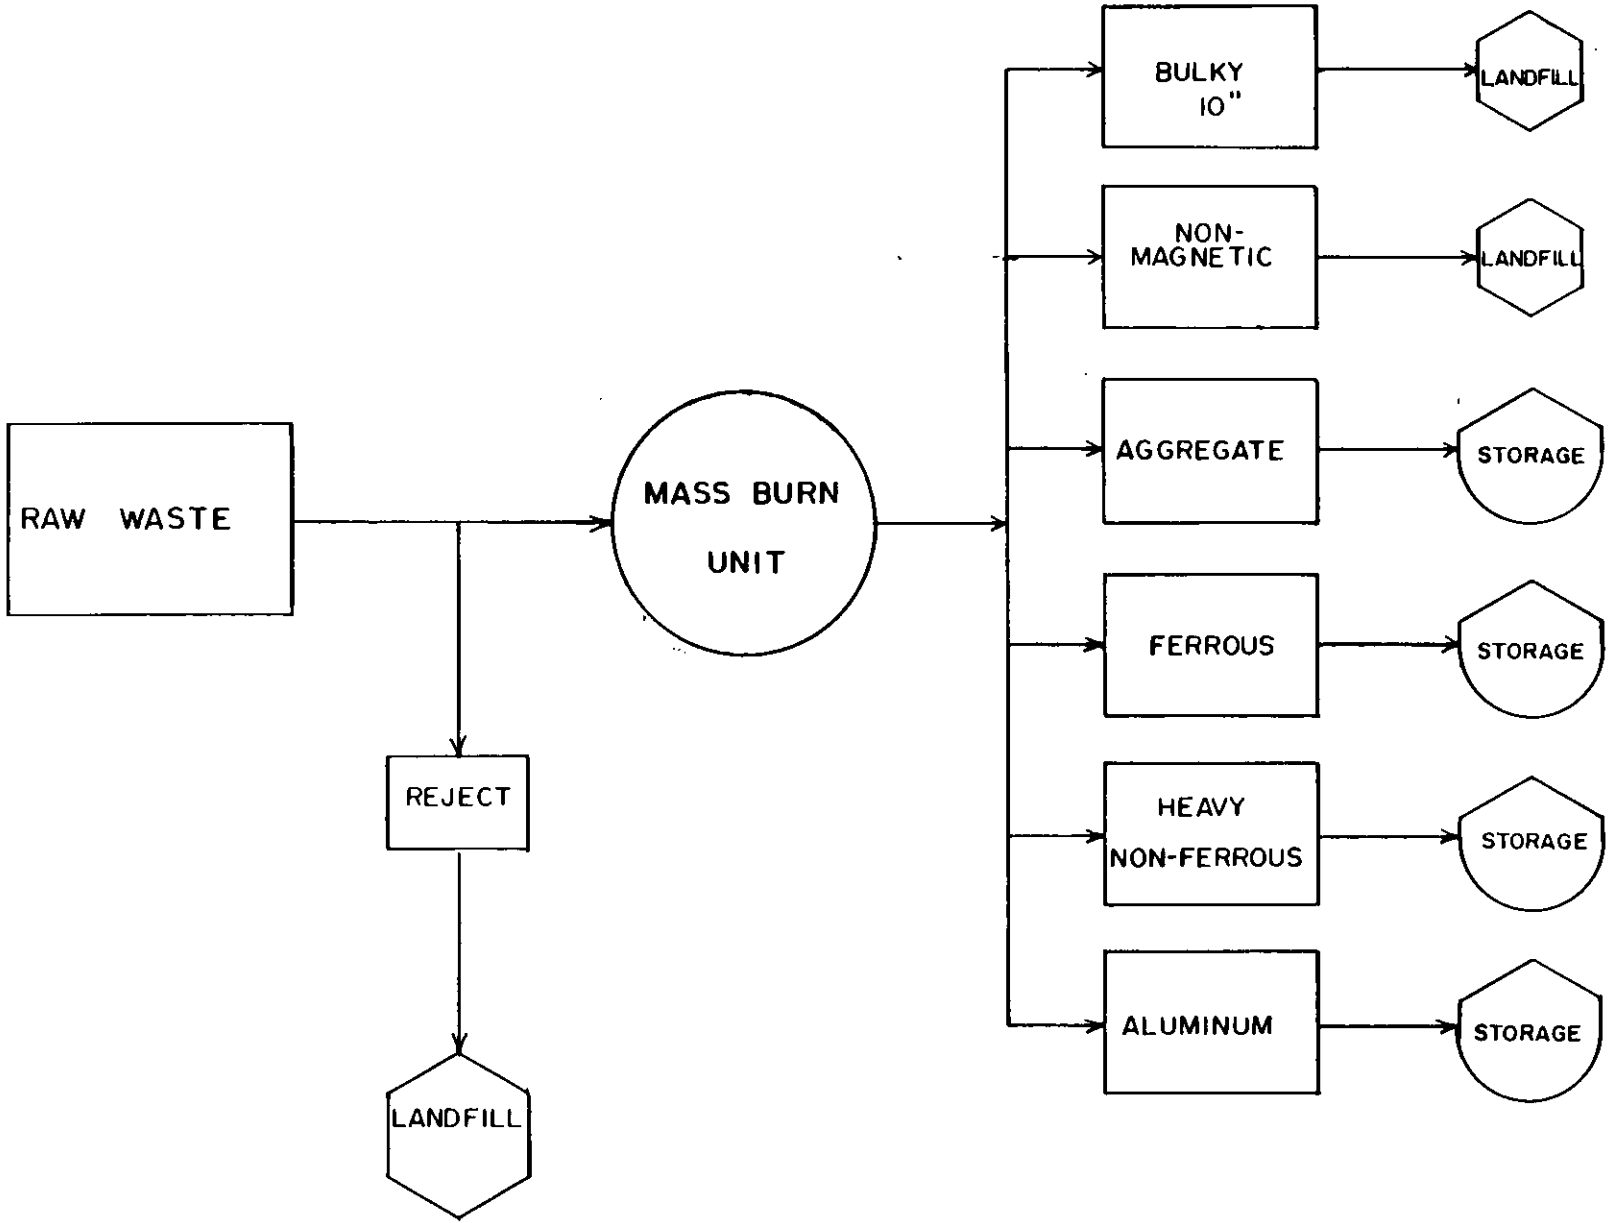 BULKY
10"
LANDFILL
NON-
MAGNETIC
LANDFILL
AGGREGATE
STORAGE
RAW WASTE
MASS BURN
UNIT
FERROUS
STORAGE
REJECT
HEAVY
NON-FERROUS
STORAGE
ALUMINUM
STORAGE
LANDFILL